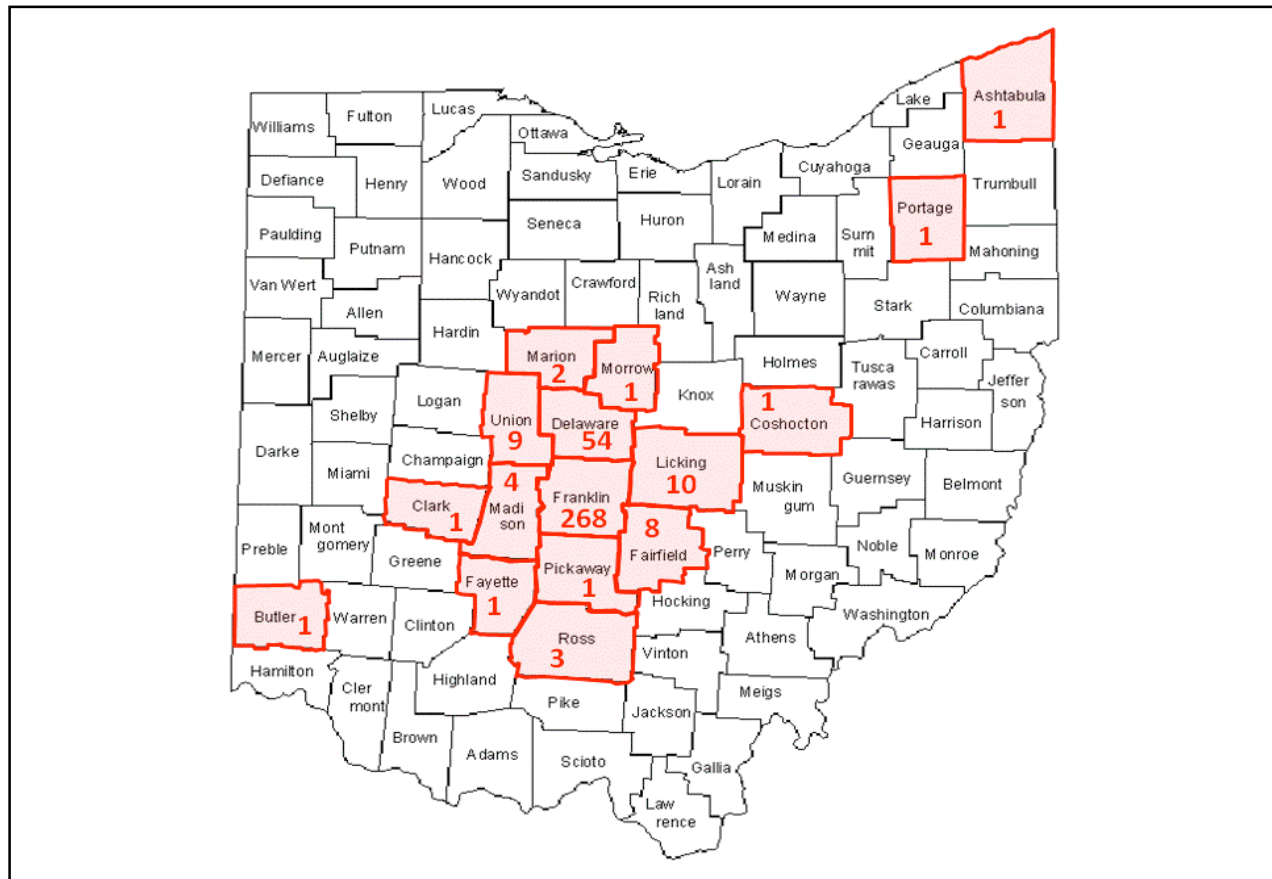 Ashtabula
1
Lake
Geauga
Lucas
Fulton
Williams
Ottawa
Cuyahoga
Trumbull
Defiance
Henry
Wood
Sandusky
Erie
Lorain
Portage
1
Paulding
Putnam
Hancock
Seneca
Huron
Medina
Sum
mit
Mahoning
Van Wert
Allen
Wyandot
Crawford
Rich
land
Ash
land
Wayne
Stark
Columbiana
Mercer
Auglaize
Hardin
Marion
2
Morrow
1
Holmes
Tusca
rawas
Carroll
Jeffer
son
Shelby
Logan
Union
9
Delaware
54
Knox
1
Coshocton
Harrison
Darke
Miami
Champaign
Licking
10
Muskin
gum
Guernsey
Belmont
Clark
1
4
Madi
son
Franklin
268
8
Fairfield
Perry
Noble
Monroe
Preble
Mont
gomery
Greene
Fayette
1
Pickaway
1
Hocking
Morgan
Washington
Butler
1
Warren
Clinton
Ross
3
Vinton
Athens
Hamilton
Cler
mont
Highland
Pike
Jackson
Meigs
Brown
Adams
Scioto
Gallia
Law
rence